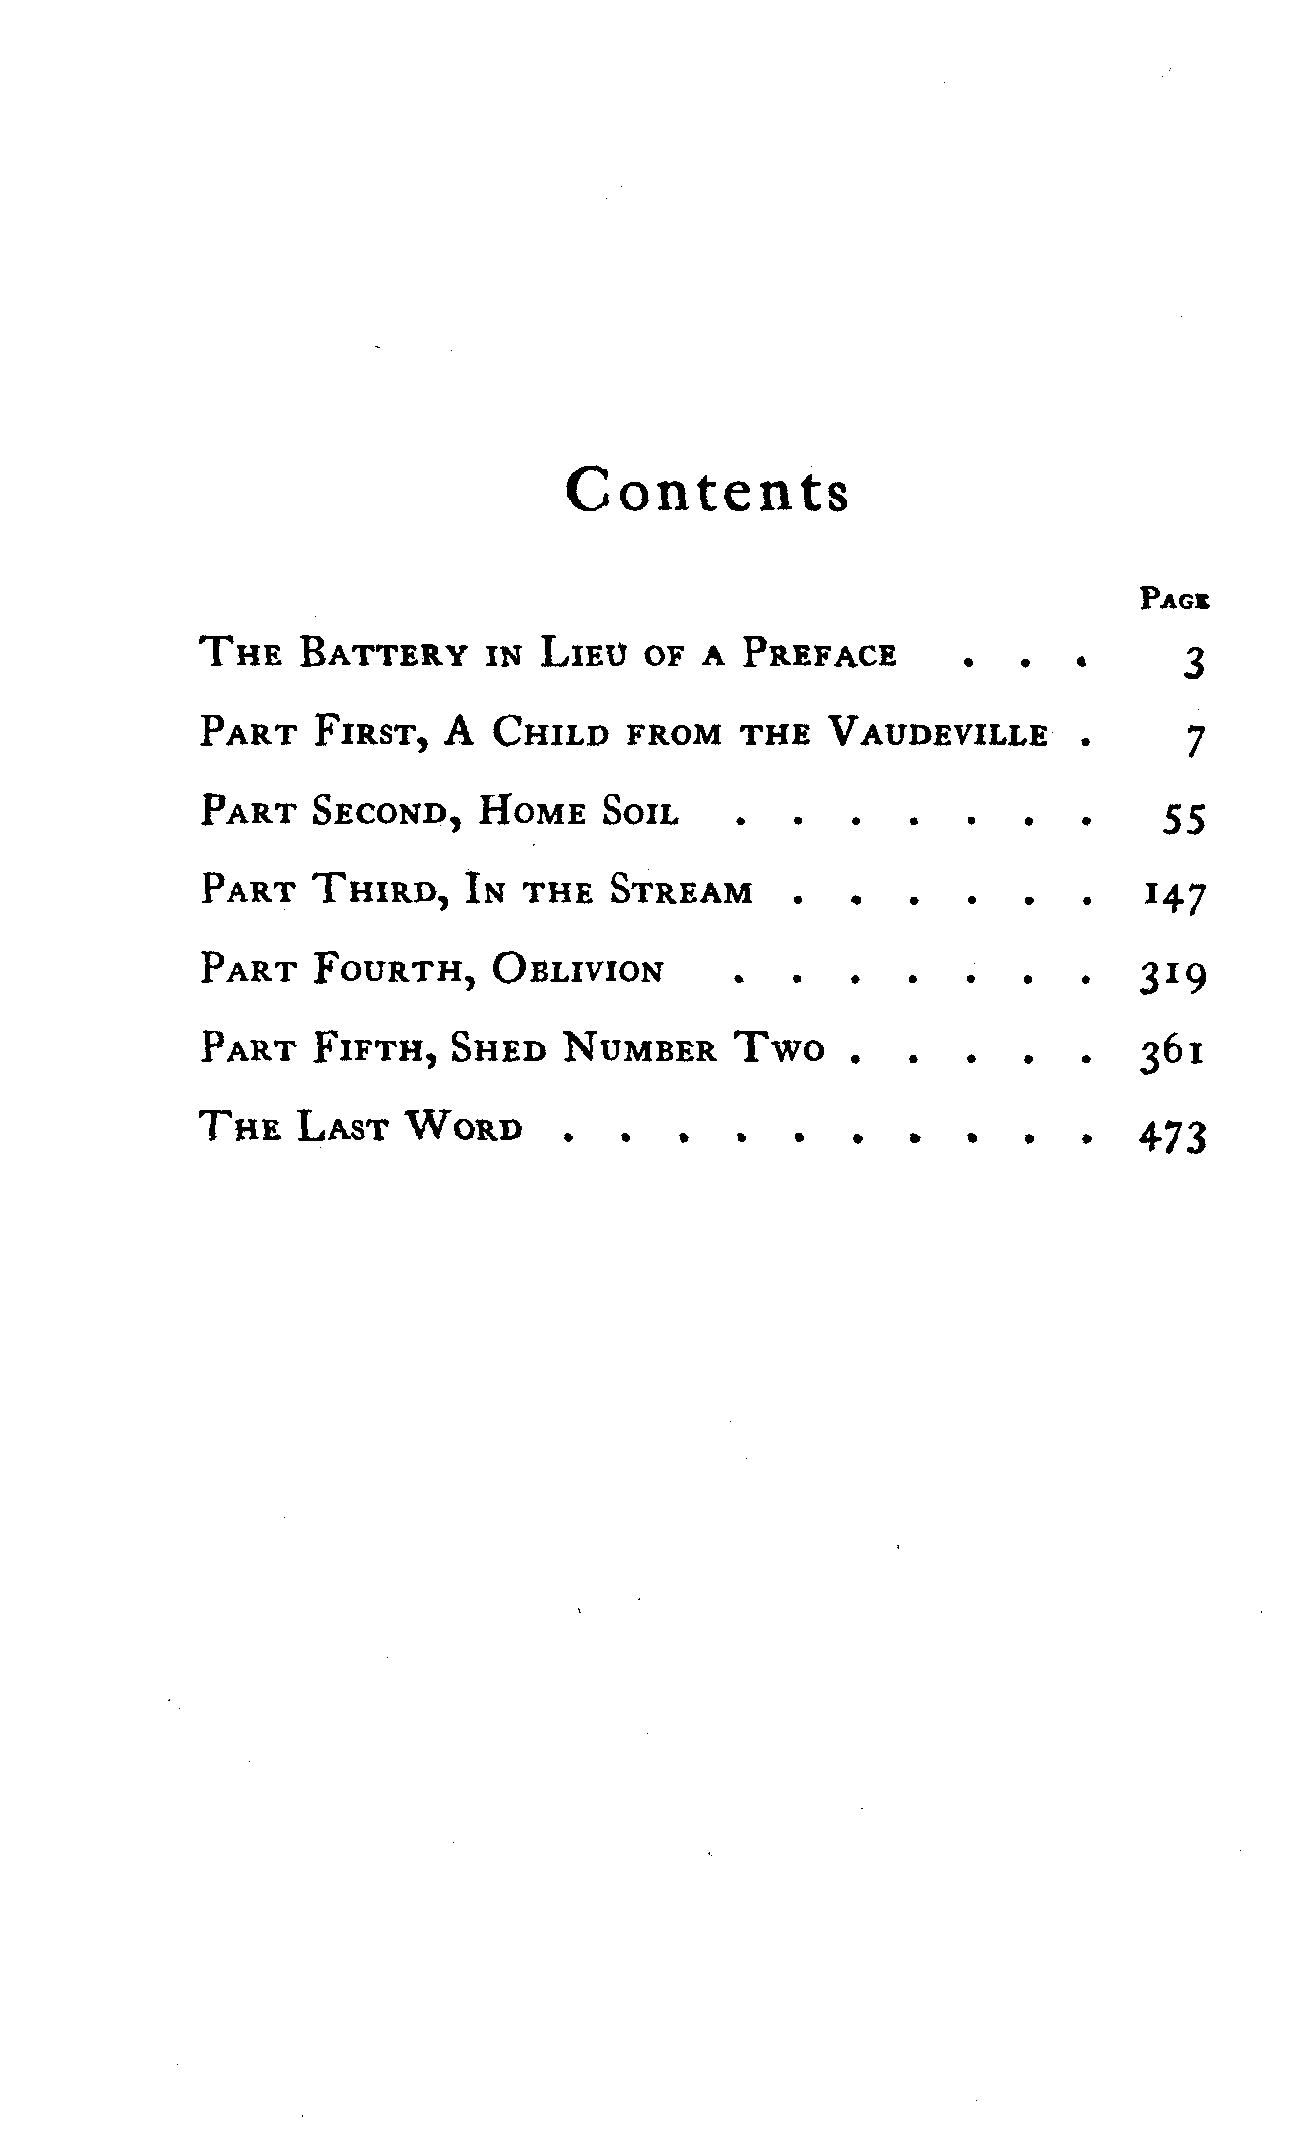 Contents
PAGE
THE BATTERY IN LIEU OF A PREFACE . . . 3
PART FIRST, A CHILD FROM THE VAUDEVILLE . 7
PART SECOND, HOME SOIL . . . . . . . 55
PART THIRD, IN THE STREAM . . . . . . 147
PART FOURTH, OBLIVION . . . . . . . 319
PART FIFTH, SHED NUMBER TWO . . . . . 361
THE LAST WORD . . . . . . . . . . 473